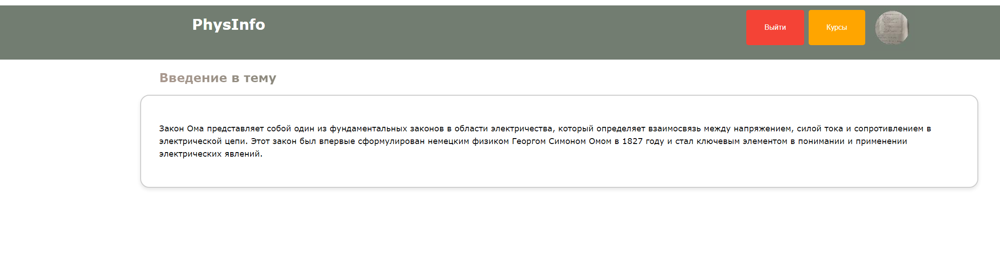 PhysInfo
Выйти
Курсы
Введение в тему
Закон Ома представляет собой один из фундаментальных законов в области электричества, который определяет взаимосвязь между напряжением, силой тока и сопротивлением в
электрической цепи. Этот закон был впервые сформулирован немецким физиком Георгом Симоном Омом в 1827 году и стал ключевым элементом в понимании и применении
электрических явлений.